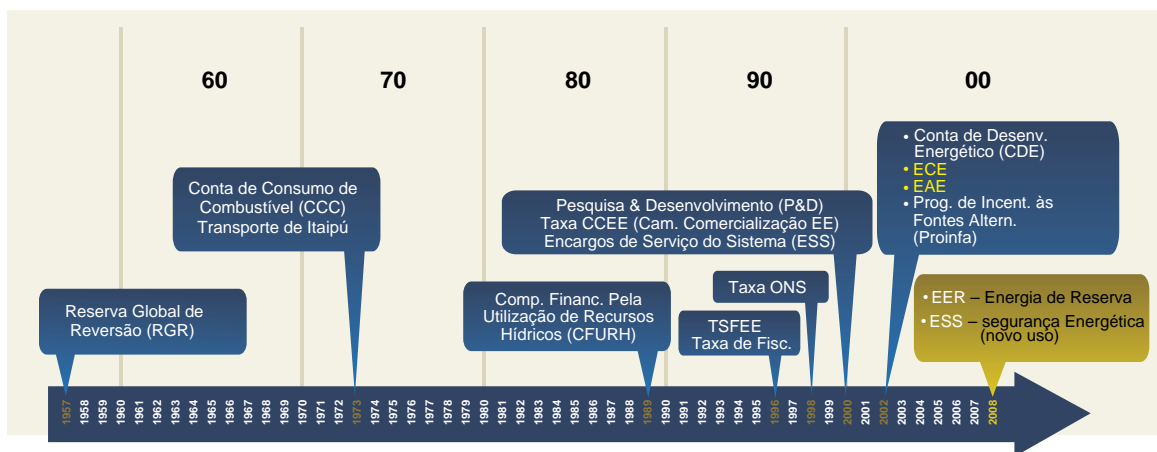 60
70
80
90
00
• Conta de Desenv.
Energético (CDE)
• ECE
• EAE
• Prog. de Incent. às
Fontes Altern.
(Proinfa)
Conta de Consumo de
Combustível (CCC)
Transporte de Itaipú
Pesquisa & Desenvolvimento (P&D)
Taxa CCEE (Cam. Comercialização EE)
Encargos de Serviço do Sistema (ESS)
Reserva Global de
Reversão (RGR)
Comp. Financ. Pela
Utilização de Recursos
Hídricos (CFURH)
Taxa ONS
TSFEE
Taxa de Fisc.
• EER – Energia de Reserva
• ESS – segurança Energética
(novo uso)
1957
1958
1959
1960
1961
1962
1963
1964
1965
1966
1967
1968
1969
1970
1971
1972
1973
1974
1975
1976
1977
1978
1979
1980
1981
1982
1983
1984
1985
1986
1987
1988
1989
1990
1991
1992
1993
1994
1995
1996
1997
1998
1999
2000
2001
2002
2003
2004
2005
2006
2007
2008